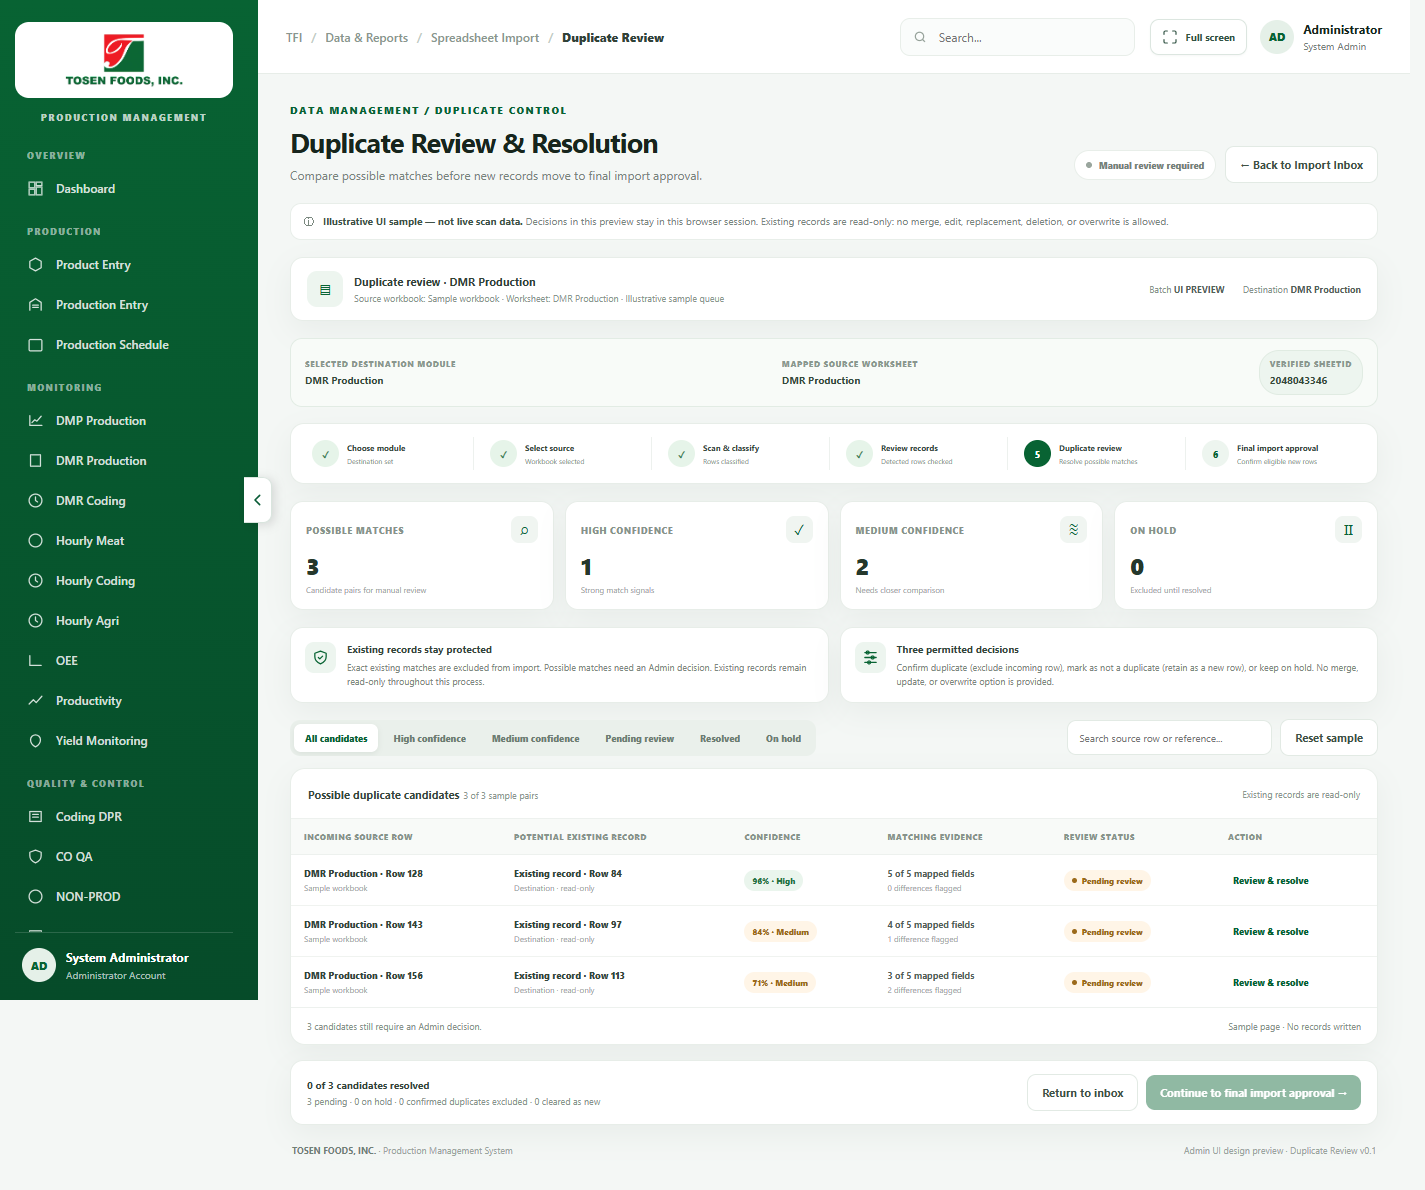 TOSEN FOODS, INC.
PRODUCTION MANAGEMENT
OVERVIEW
Dashboard
PRODUCTION
Product Entry
Production Entry
Production Schedule
MONITORING
DMP Production
DMR Production
DMR Coding
Hourly Meat
Hourly Coding
Hourly Agri
OEE
Productivity
Yield Monitoring
QUALITY & CONTROL
Coding DPR
CO QA
NON-PROD
AD
System Administrator
Administrator Account
TFI / Data & Reports / Spreadsheet Import / Duplicate Review
Search...
Full screen
AD
Administrator
System Admin
DATA MANAGEMENT / DUPLICATE CONTROL
Duplicate Review & Resolution
Compare possible matches before new records move to final import approval.
Manual review required
← Back to Import Inbox
Illustrative UI sample — not live scan data. Decisions in this preview stay in this browser session. Existing records are read-only: no merge, edit, replacement, deletion, or overwrite is allowed.
Duplicate review · DMR Production
Source workbook: Sample workbook · Worksheet: DMR Production · Illustrative sample queue
Batch UI PREVIEW Destination DMR Production
SELECTED DESTINATION MODULE
DMR Production
MAPPED SOURCE WORKSHEET
DMR Production
VERIFIED SHEETID
2048043346
✓ Choose module
Destination set
✓ Select source
Workbook selected
✓ Scan & classify
Rows classified
✓ Review records
Detected rows checked
5 Duplicate review
Resolve possible matches
6 Final import approval
Confirm eligible new rows
POSSIBLE MATCHES
3
Candidate pairs for manual review
HIGH CONFIDENCE
1
Strong match signals
MEDIUM CONFIDENCE
2
Needs closer comparison
ON HOLD
0
Excluded until resolved
Existing records stay protected
Exact existing matches are excluded from import. Possible matches need an Admin decision. Existing records remain
read-only throughout this process.
Three permitted decisions
Confirm duplicate (exclude incoming row), mark as not a duplicate (retain as a new row), or keep on hold. No merge,
update, or overwrite option is provided.
All candidates High confidence Medium confidence Pending review Resolved On hold
Search source row or reference...
Reset sample
Possible duplicate candidates 3 of 3 sample pairs
Existing records are read-only
INCOMING SOURCE ROW POTENTIAL EXISTING RECORD CONFIDENCE MATCHING EVIDENCE REVIEW STATUS ACTION
DMR Production · Row 128 Existing record · Row 84 96% · High 5 of 5 mapped fields Pending review Review & resolve
Sample workbook Destination · read-only 0 differences flagged
DMR Production · Row 143 Existing record · Row 97 84% · Medium 4 of 5 mapped fields Pending review Review & resolve
Sample workbook Destination · read-only 1 difference flagged
DMR Production · Row 156 Existing record · Row 113 71% · Medium 3 of 5 mapped fields Pending review Review & resolve
Sample workbook Destination · read-only 2 differences flagged
3 candidates still require an Admin decision.
Sample page · No records written
0 of 3 candidates resolved
3 pending · 0 on hold · 0 confirmed duplicates excluded · 0 cleared as new
Return to inbox
Continue to final import approval →
TOSEN FOODS, INC. · Production Management System
Admin UI design preview · Duplicate Review v0.1